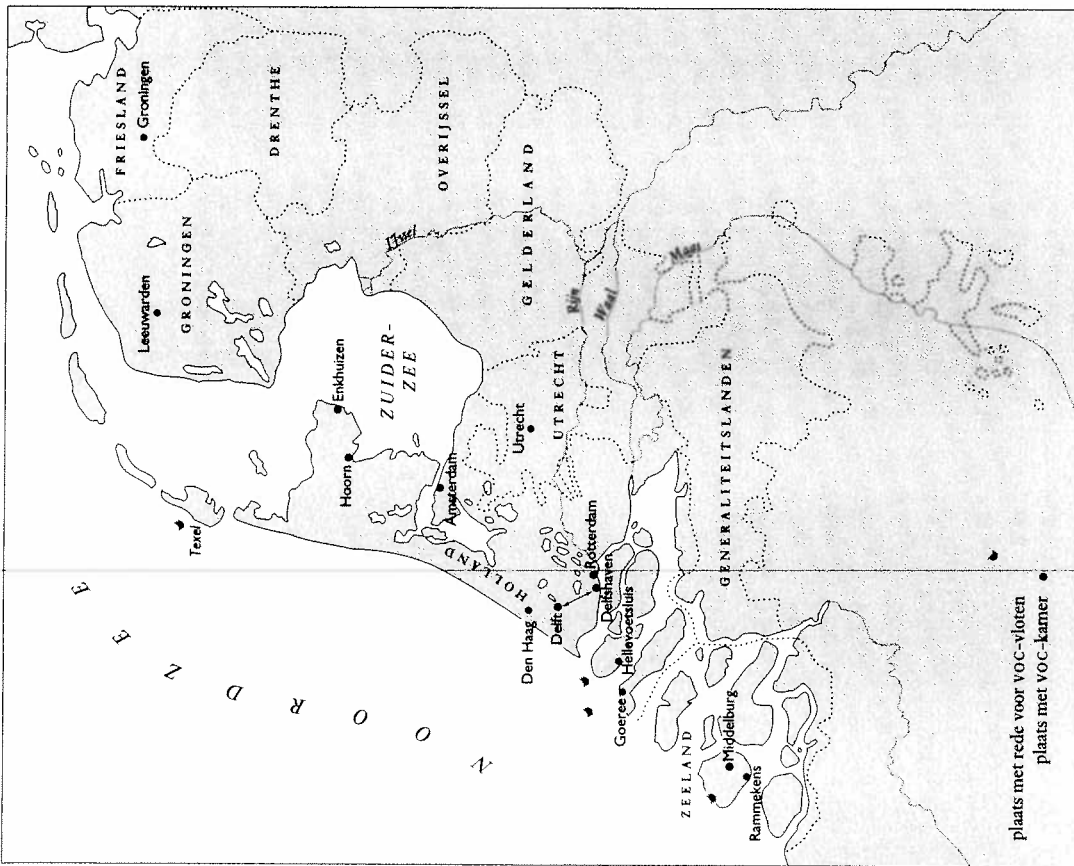 FRIESLAND
Groningen
DRENTHE
OVERIJSSEL
GELDERLAND
Leeuwarden
GRONINGEN
IJssel
Rijn
Waal
Maas
Enkhuizen
ZUIDER-
ZEE
Hoorn
Amsterdam
Utrecht
UTRECHT
GENERALITEITSLANDEN
Texel
HOLLAND
Den Haag
Delft
Rotterdam
Delfshaven
Hellevoetsluis
Goeree
NOORDZEE
ZEELAND
Middelburg
Rammekens
plaats met rede voor VOC-vloten
plaats met VOC-kamer